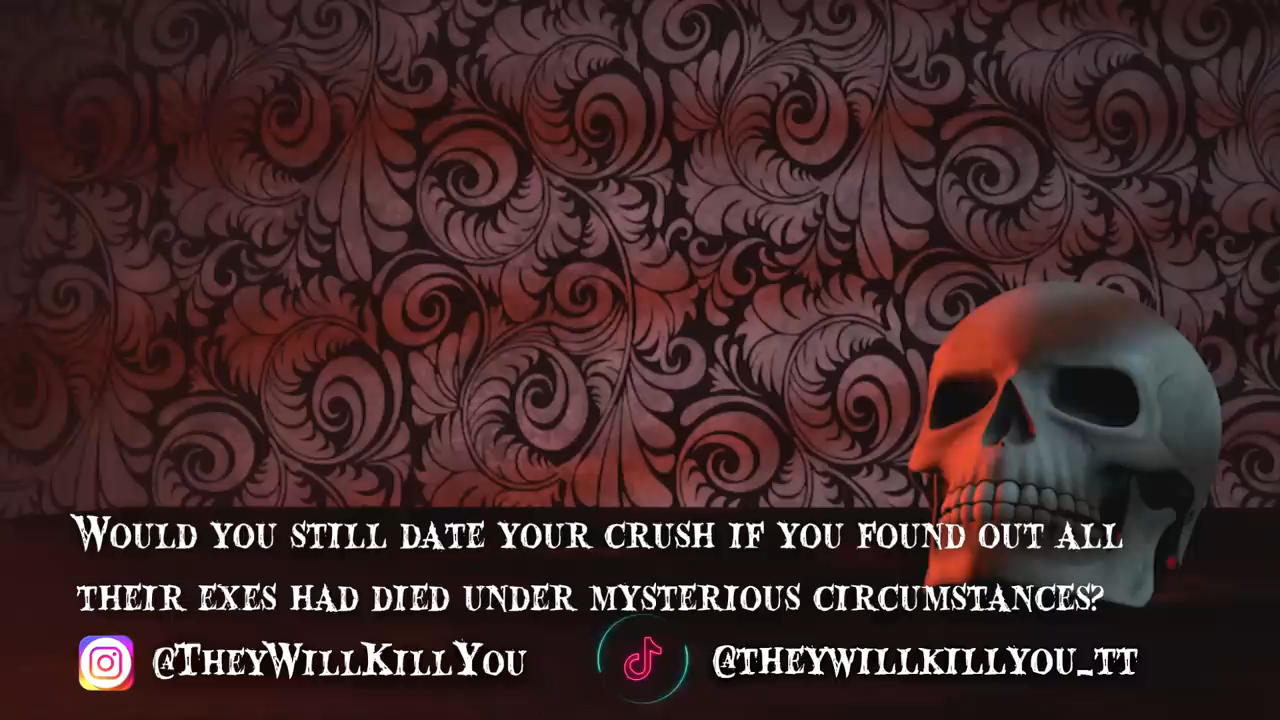 Would you still date your crush if you found out all
their exes had died under mysterious circumstances?
@TheyWillKillYou @theywillkillyou_tt